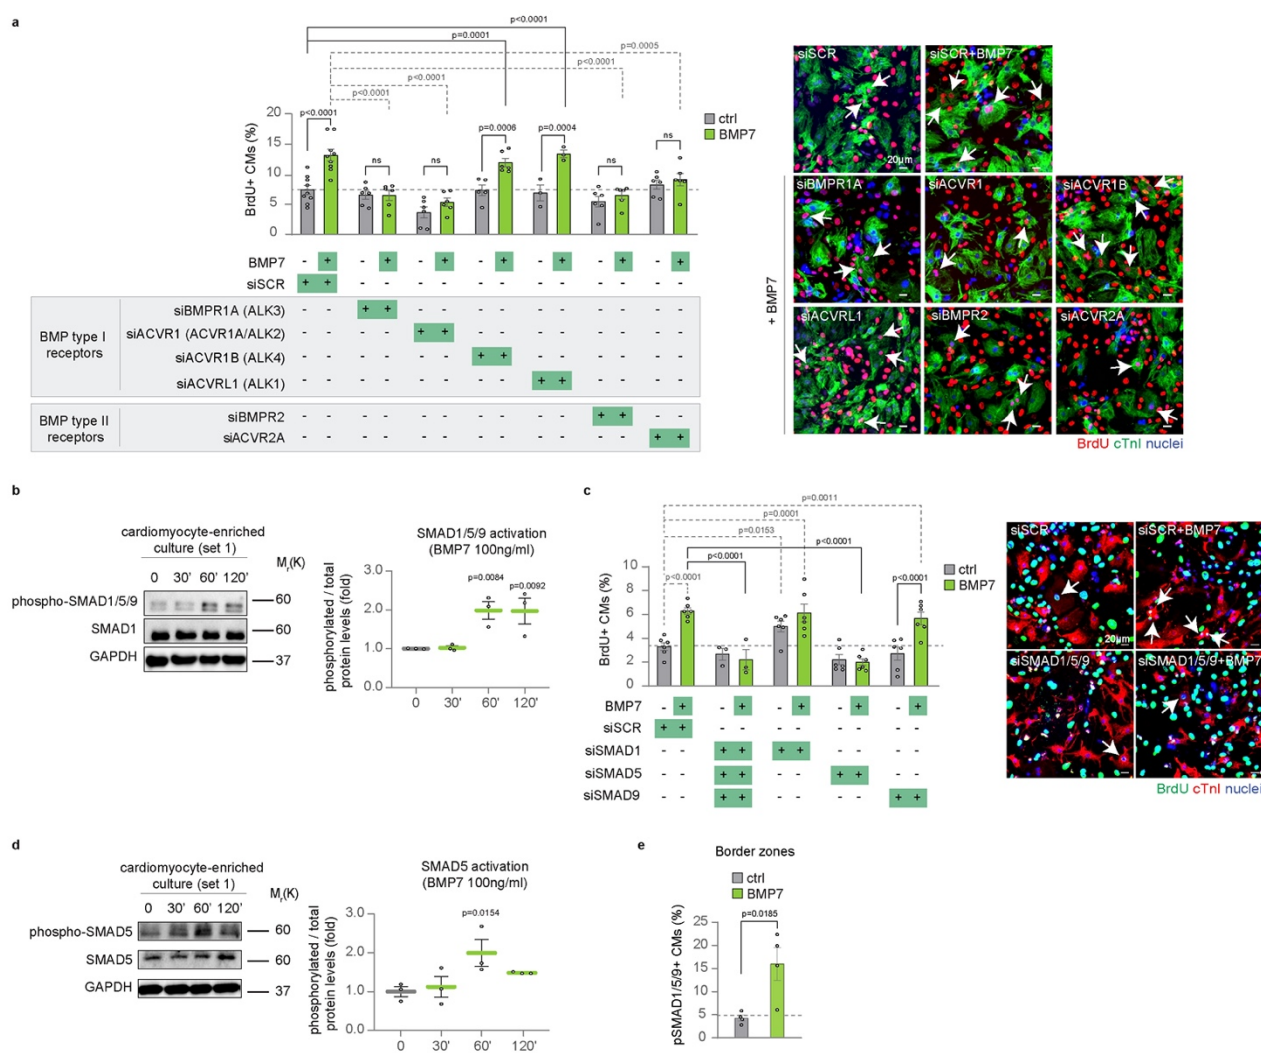 a
p<0.0001
p=0.0001
p=0.0005
p<0.0001
p<0.0001
p<0.0001
p<0.0001
ns
ns
p=0.0006
p=0.0004
ns
ns
ctrl
BMP7
BrdU+ CMs (%)
20
15
10
5
0
BMP7 - + - + - + - + - + - + - +
siSCR + + - - - - - - - - - - - -
BMP type I receptors
siBMPR1A (ALK3) - - + + - - - - - - - - - -
siACVR1 (ACVR1A/ALK2) - - - - + + - - - - - - - -
siACVR1B (ALK4) - - - - - - + + - - - - - -
siACVRL1 (ALK1) - - - - - - - - + + - - - -
BMP type II receptors
siBMPR2 - - - - - - - - - - + + - -
siACVR2A - - - - - - - - - - - - + +
siSCR
20µm
siSCR+BMP7
+ BMP7
siBMPR1A
siACVR1
siACVR1B
siACVRL1
siBMPR2
siACVR2A
BrdU cTnI nuclei
b
cardiomyocyte-enriched
culture (set 1)
0 30' 60' 120'
Mr(K)
phospho-SMAD1/5/9
60
SMAD1
60
GAPDH
37
SMAD1/5/9 activation
(BMP7 100ng/ml)
phosphorylated / total
protein levels (fold)
3.0
2.0
1.0
0.0
p=0.0084
p=0.0092
0 30' 60' 120'
c
p=0.0011
p=0.0001
p=0.0153
p<0.0001
p<0.0001
p<0.0001
p<0.0001
ctrl
BMP7
BrdU+ CMs (%)
10
8
6
4
2
0
BMP7 - + - + - + - + - +
siSCR + + - - - - - - - -
siSMAD1 - - + + + + - - - -
siSMAD5 - - + + - - + + - -
siSMAD9 - - + + - - - - + +
siSCR
20µm
siSCR+BMP7
siSMAD1/5/9
siSMAD1/5/9+BMP7
BrdU cTnI nuclei
d
cardiomyocyte-enriched
culture (set 1)
0 30' 60' 120'
Mr(K)
phospho-SMAD5
60
SMAD5
60
GAPDH
37
SMAD5 activation
(BMP7 100ng/ml)
phosphorylated / total
protein levels (fold)
3.0
2.0
1.0
0.0
p=0.0154
0 30' 60' 120'
e
Border zones
ctrl
BMP7
p=0.0185
pSMAD1/5/9+ CMs (%)
25
20
15
10
5
0